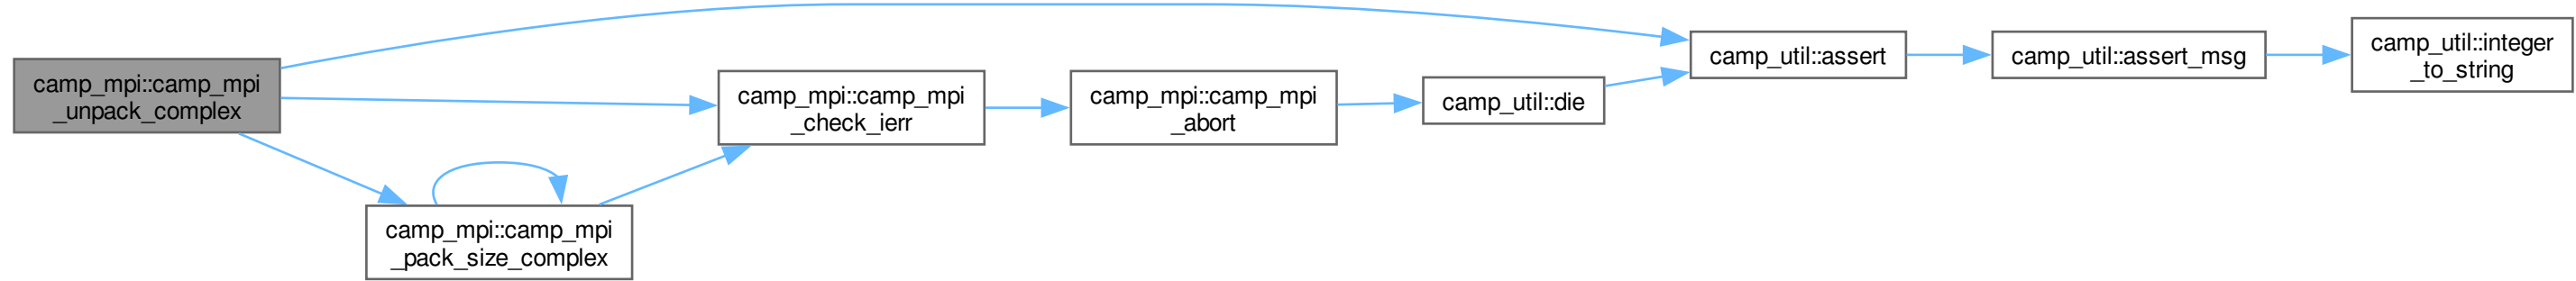 camp_mpi::camp_mpi
_unpack_complex
camp_mpi::camp_mpi
_check_ierr
camp_mpi::camp_mpi
_abort
camp_util::die
camp_util::assert
camp_util::assert_msg
camp_util::integer
_to_string
camp_mpi::camp_mpi
_pack_size_complex